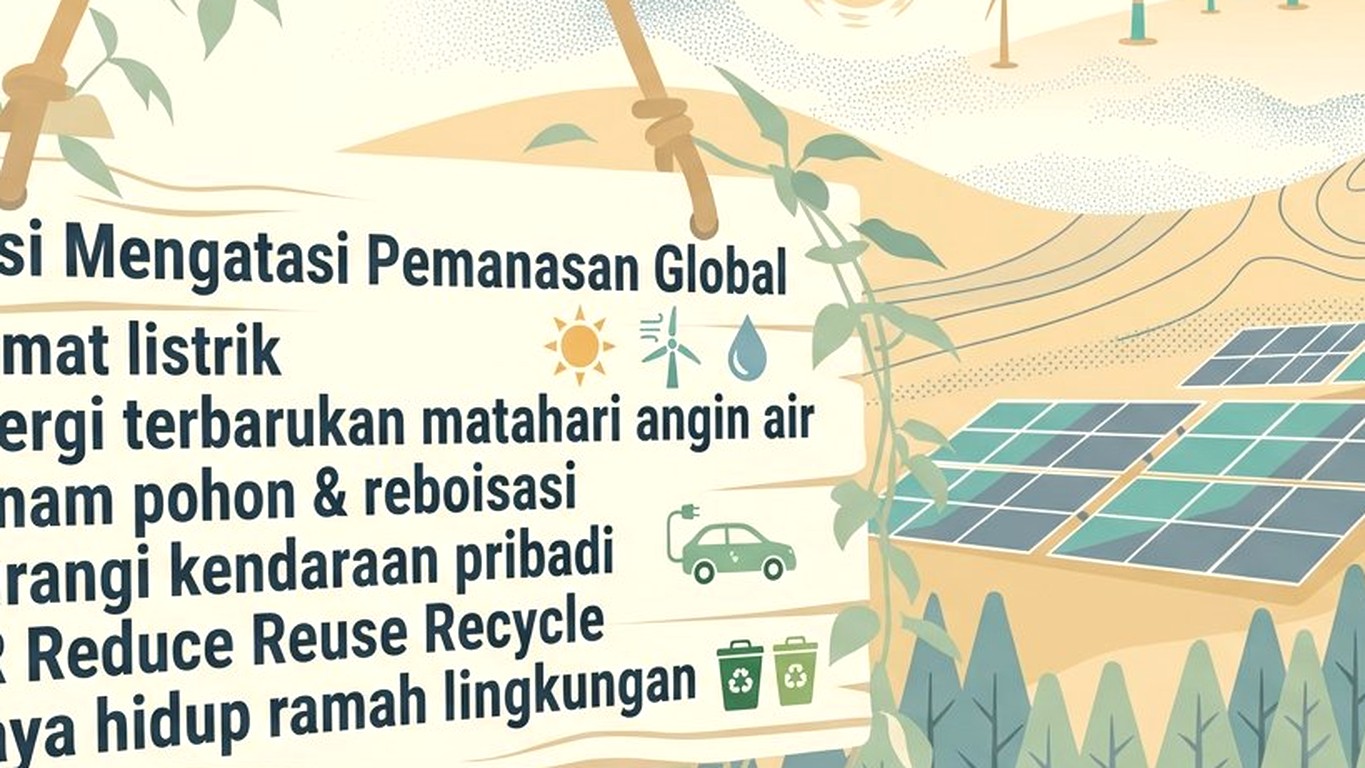 si Mengatasi Pemanasan Global
mat listrik
ergi terbarukan matahari angin air
nam pohon & reboisasi
rangi kendaraan pribadi
R Reduce Reuse Recycle
aya hidup ramah lingkungan